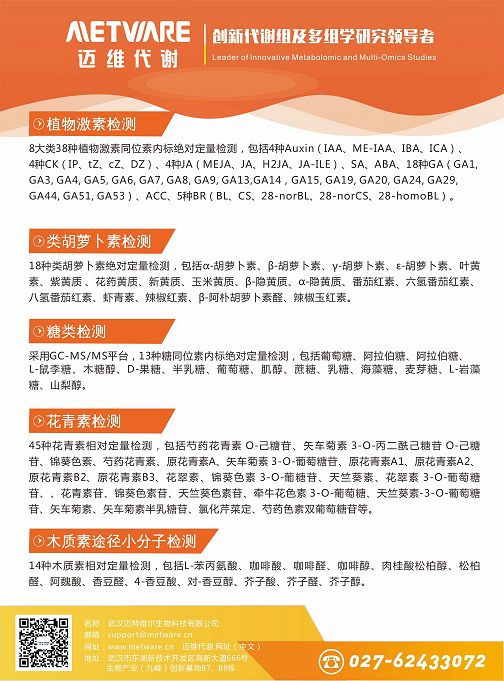 METWARE
迈维代谢
创新代谢组及多组学研究领导者
Leader of Innovative Metabolomic and Multi-Omics Studies
植物激素检测
8大类38种植物激素同位素内标绝对定量检测，包括4种Auxin（IAA、ME-IAA、IBA、ICA）、
4种CK（IP、tZ、cZ、DZ）、4种JA（MEJA、JA、H2JA、JA-ILE）、SA、ABA、18种GA（GA1,
GA3, GA4, GA5, GA6, GA7, GA8, GA9, GA13,GA14，GA15, GA19, GA20, GA24, GA29,
GA44, GA51, GA53）、ACC、5种BR（BL、CS、28-norBL、28-norCS、28-homoBL）。
类胡萝卜素检测
18种类胡萝卜素绝对定量检测，包括α-胡萝卜素、β-胡萝卜素、γ-胡萝卜素、ε-胡萝卜素、叶黄
素、紫黄质 、花药黄质、新黄质、玉米黄质、β-隐黄质、α-隐黄质、番茄红素、六氢番茄红素、
八氢番茄红素、虾青素、辣椒红素、β-阿朴胡萝卜素醛、辣椒玉红素。
糖类检测
采用GC-MS/MS平台，13种糖同位素内标绝对定量检测，包括葡萄糖、阿拉伯糖、阿拉伯糖、
L-鼠李糖、木糖醇、D-果糖、半乳糖、葡萄糖、肌醇、蔗糖、乳糖、海藻糖、麦芽糖、L-岩藻
糖、山梨醇。
花青素检测
45种花青素相对定量检测，包括芍药花青素 O-己糖苷、矢车菊素 3-O-丙二酰己糖苷 O-己糖
苷、锦葵色素、芍药花青素、原花青素A、矢车菊素 3-O-葡萄糖苷、原花青素A1、原花青素A2、
原花青素B2、原花青素B3、花翠素、锦葵色素 3-O-葡糖苷、天竺葵素、花翠素 3-O-葡萄糖
苷、、花青素苷、锦葵色素苷、天竺葵色素苷、牵牛花色素 3-O-葡萄糖、天竺葵素-3-O-葡萄糖
苷、矢车菊素、矢车菊素半乳糖苷、氯化芹菜定、芍药色素双葡萄糖苷等。
木质素途径小分子检测
14种木质素相对定量检测，包括L-苯丙氨酸、咖啡酸、咖啡醛、咖啡醇、肉桂酸松柏醇、松柏
醛、阿魏酸、香豆醛、4-香豆酸、对-香豆醇、芥子酸、芥子醛、芥子醇。
名称：武汉迈特维尔生物科技有限公司
邮箱：support@metware.cn
网址：www.metware.cn 迈维代谢.网址（中文）
地址：武汉市东湖新技术开发区高新大道666号
生物产业（九峰）创新基地B7、B8栋
027-62433072